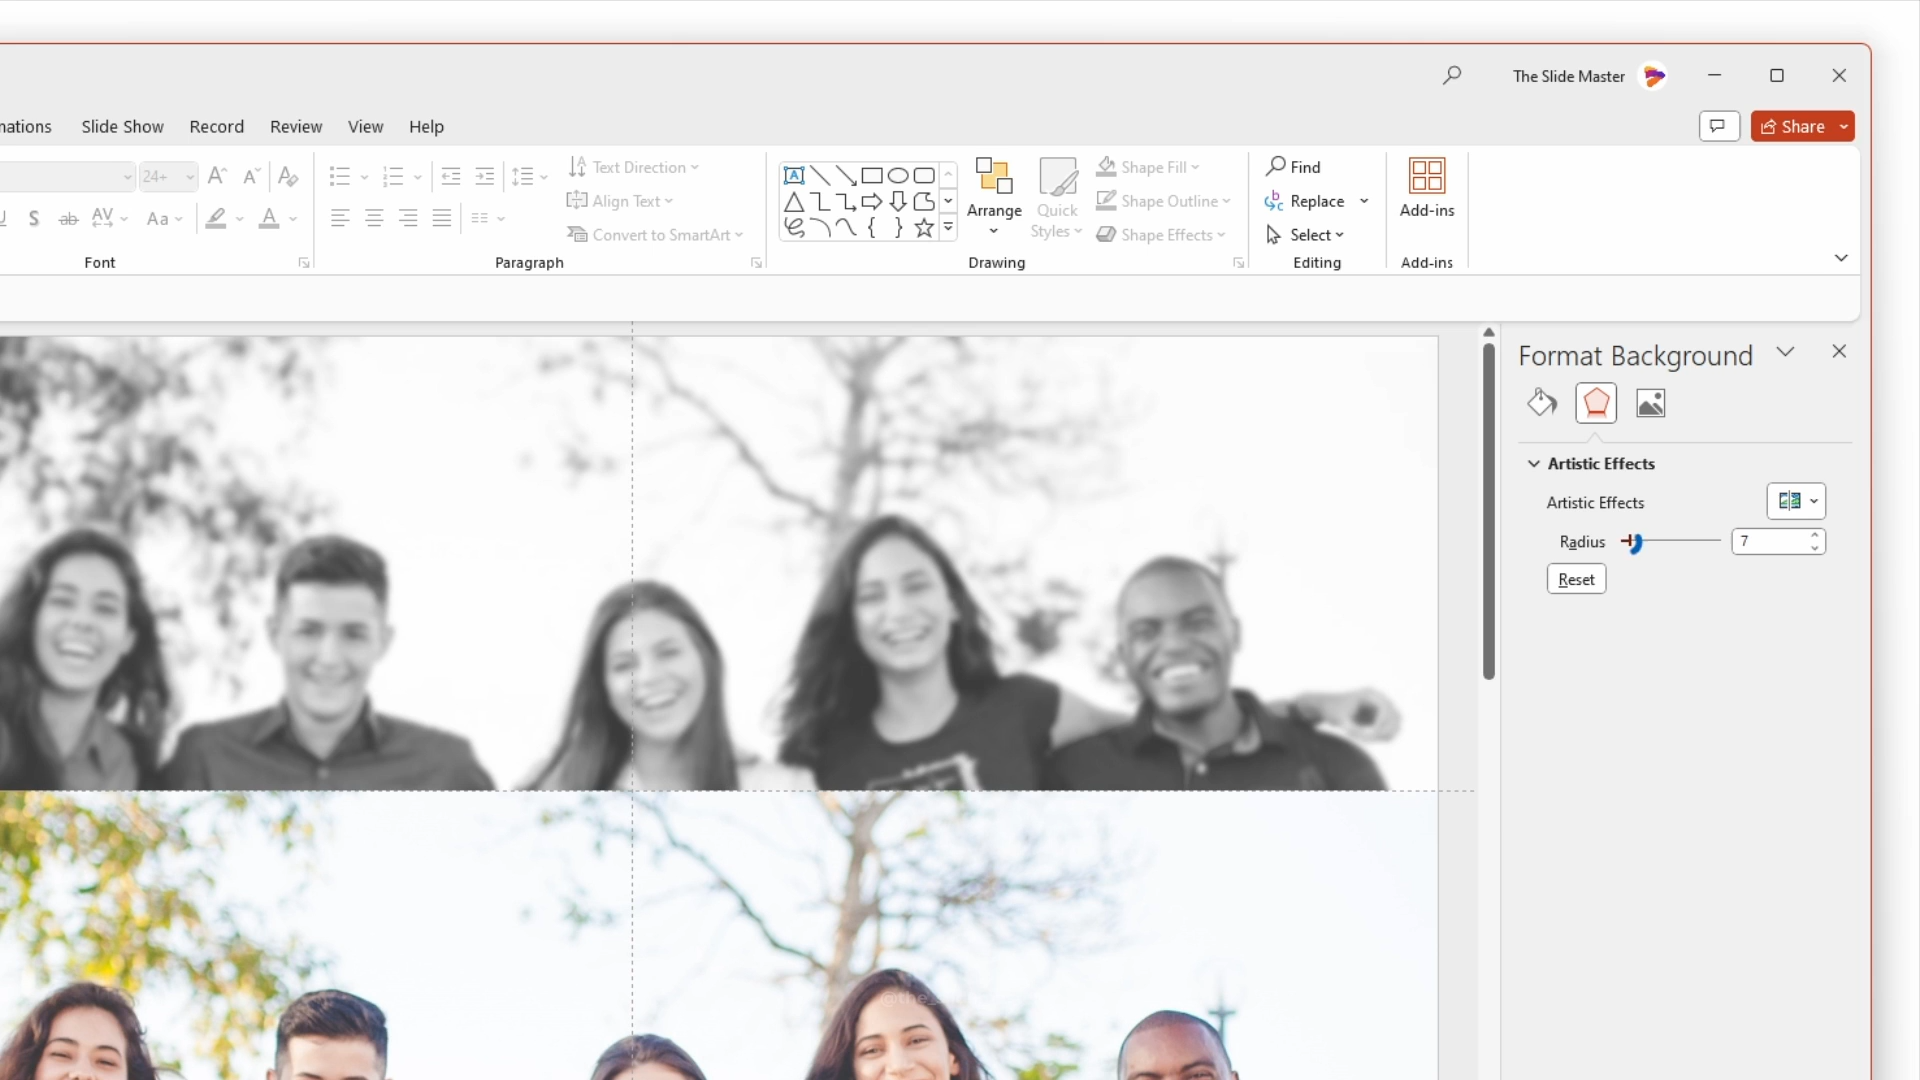 The Slide Master
nations Slide Show Record Review View Help
Share
24+
Text Direction
Shape Fill
Find
Align Text
Shape Outline
Replace
Arrange
Quick
Styles
Add-ins
Aa
Convert to SmartArt
Shape Effects
Select
Font
Paragraph
Drawing
Editing
Add-ins
Format Background
Artistic Effects
Artistic Effects
Radius 7
Reset